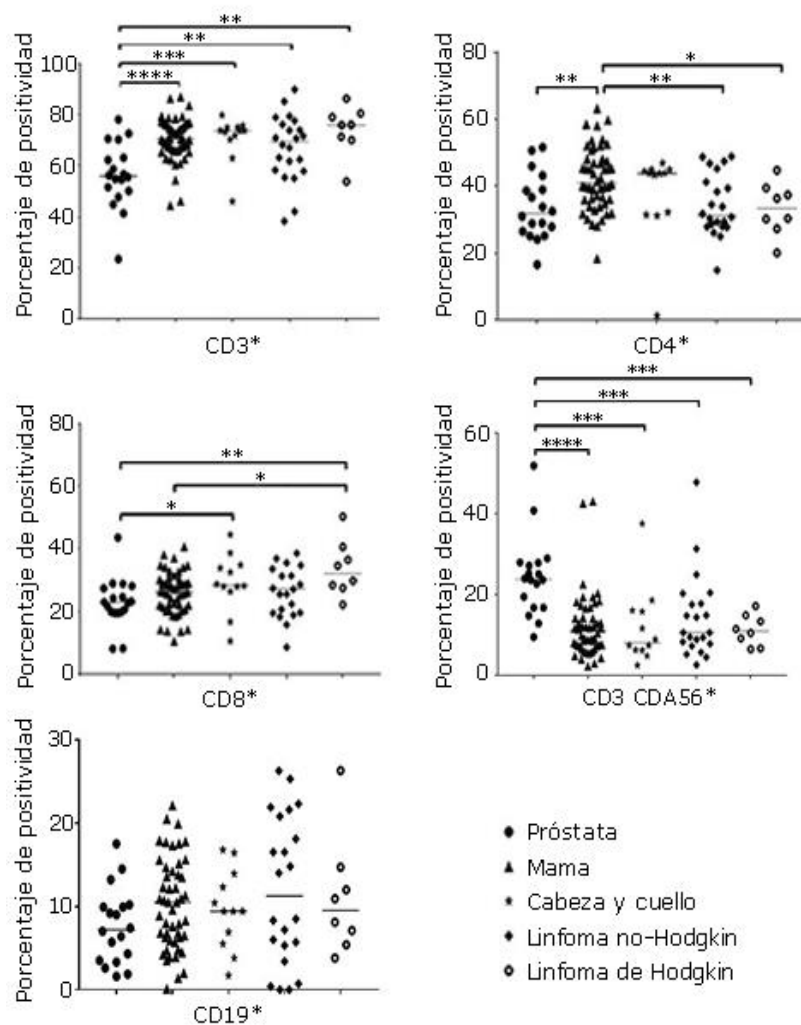 **
**
***
****
Porcentaje de positividad
100
80
60
40
20
0
CD3*
*
**
**
Porcentaje de positividad
80
60
40
20
0
CD4*
**
*
*
Porcentaje de positividad
80
60
40
20
0
CD8*
***
***
***
****
Porcentaje de positividad
60
40
20
0
CD3 CDA56*
Porcentaje de positividad
30
20
10
0
CD19*
Próstata
Mama
Cabeza y cuello
Linfoma no-Hodgkin
Linfoma de Hodgkin